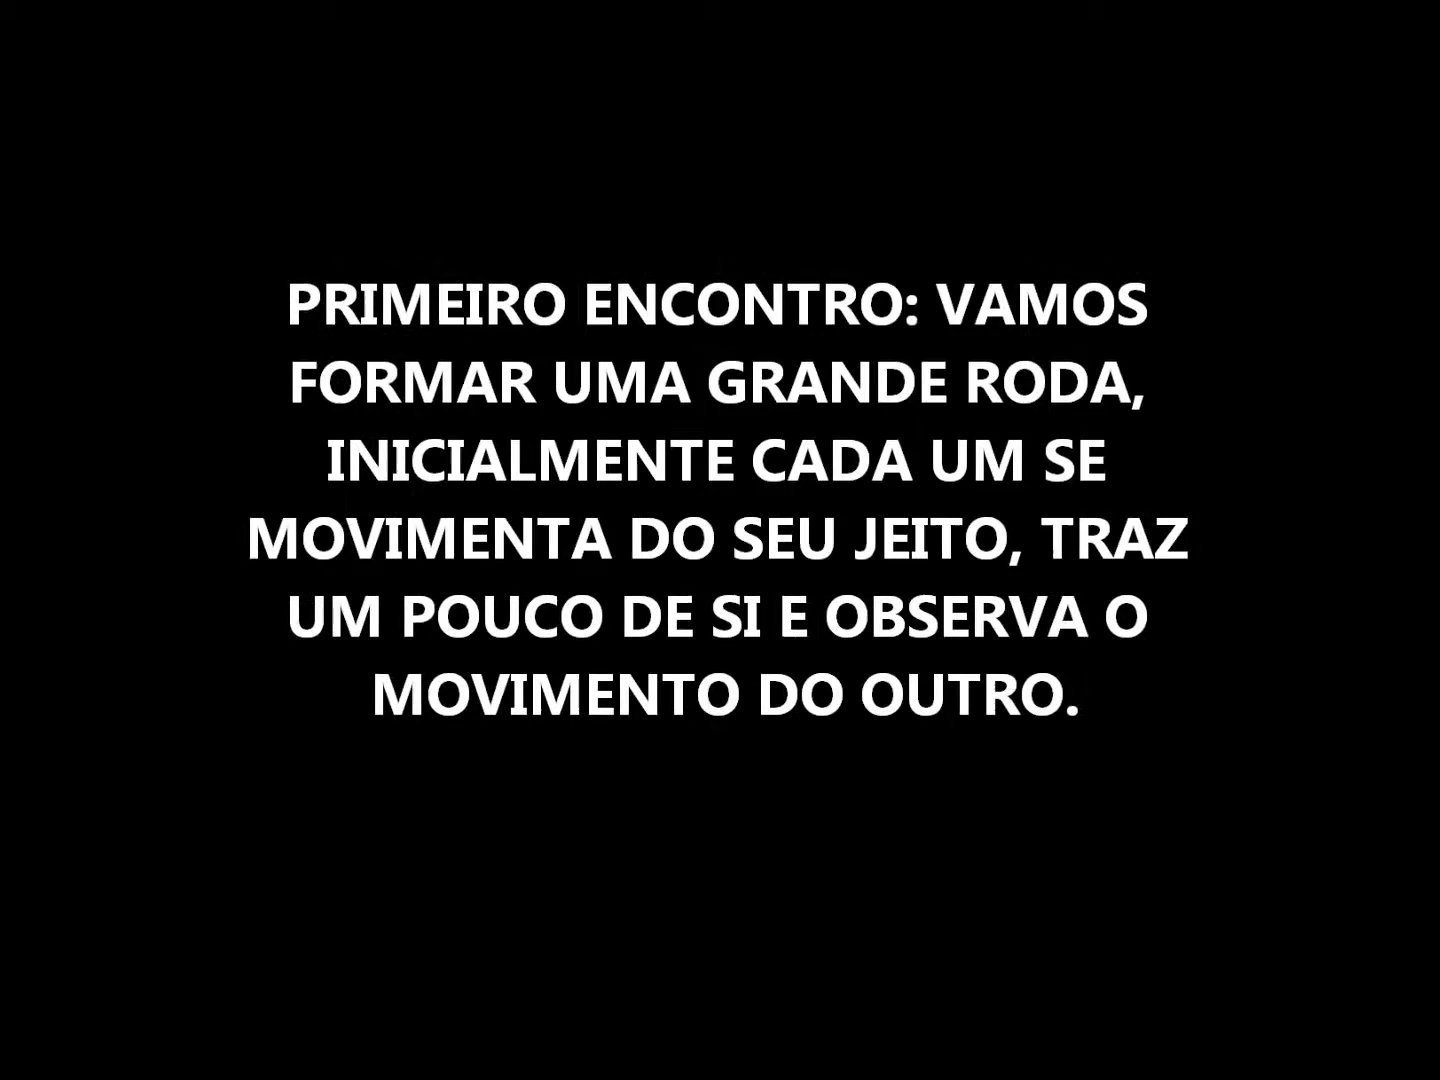 PRIMEIRO ENCONTRO: VAMOS
FORMAR UMA GRANDE RODA,
INICIALMENTE CADA UM SE
MOVIMENTA DO SEU JEITO, TRAZ
UM POUCO DE SI E OBSERVA O
MOVIMENTO DO OUTRO.